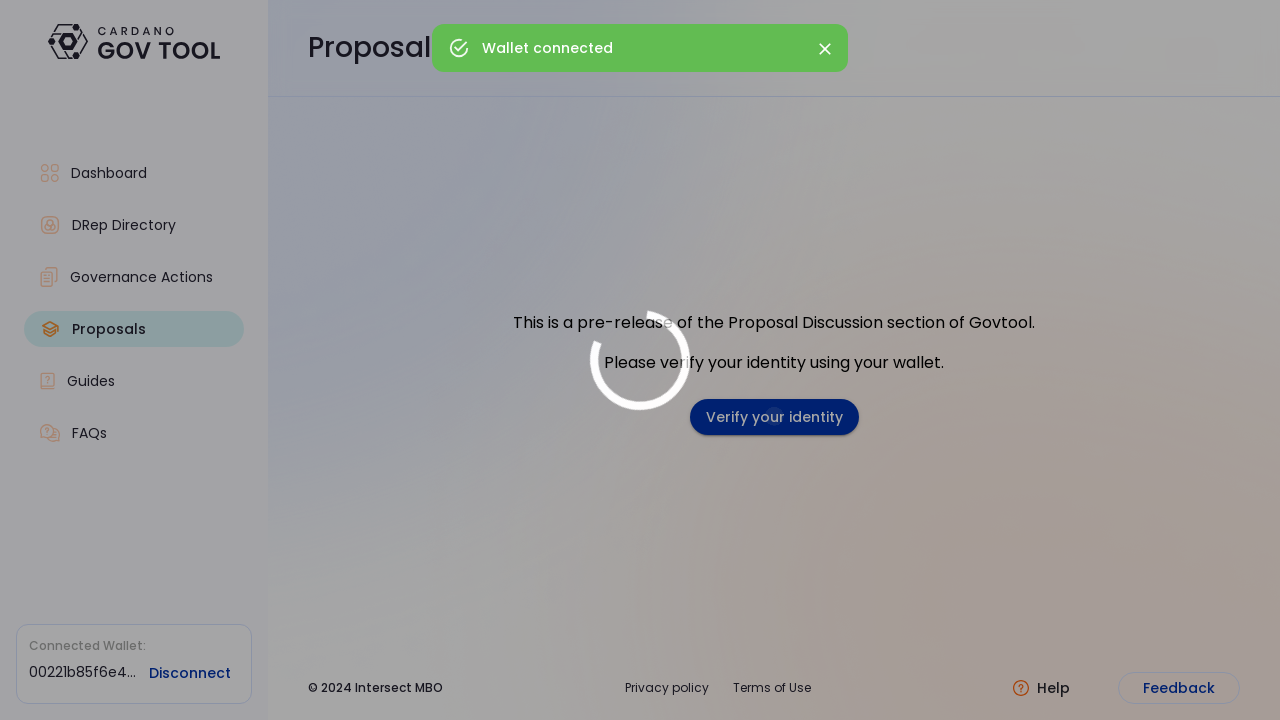 CARDANO
GOV TOOL
Dashboard
DRep Directory
Governance Actions
Proposals
Guides
FAQs
Connected Wallet:
00221b85f6e4...
Disconnect
Proposal
Wallet connected
This is a pre-release of the Proposal Discussion section of Govtool.
Please verify your identity using your wallet.
Verify your identity
© 2024 Intersect MBO
Privacy policy
Terms of Use
Help
Feedback